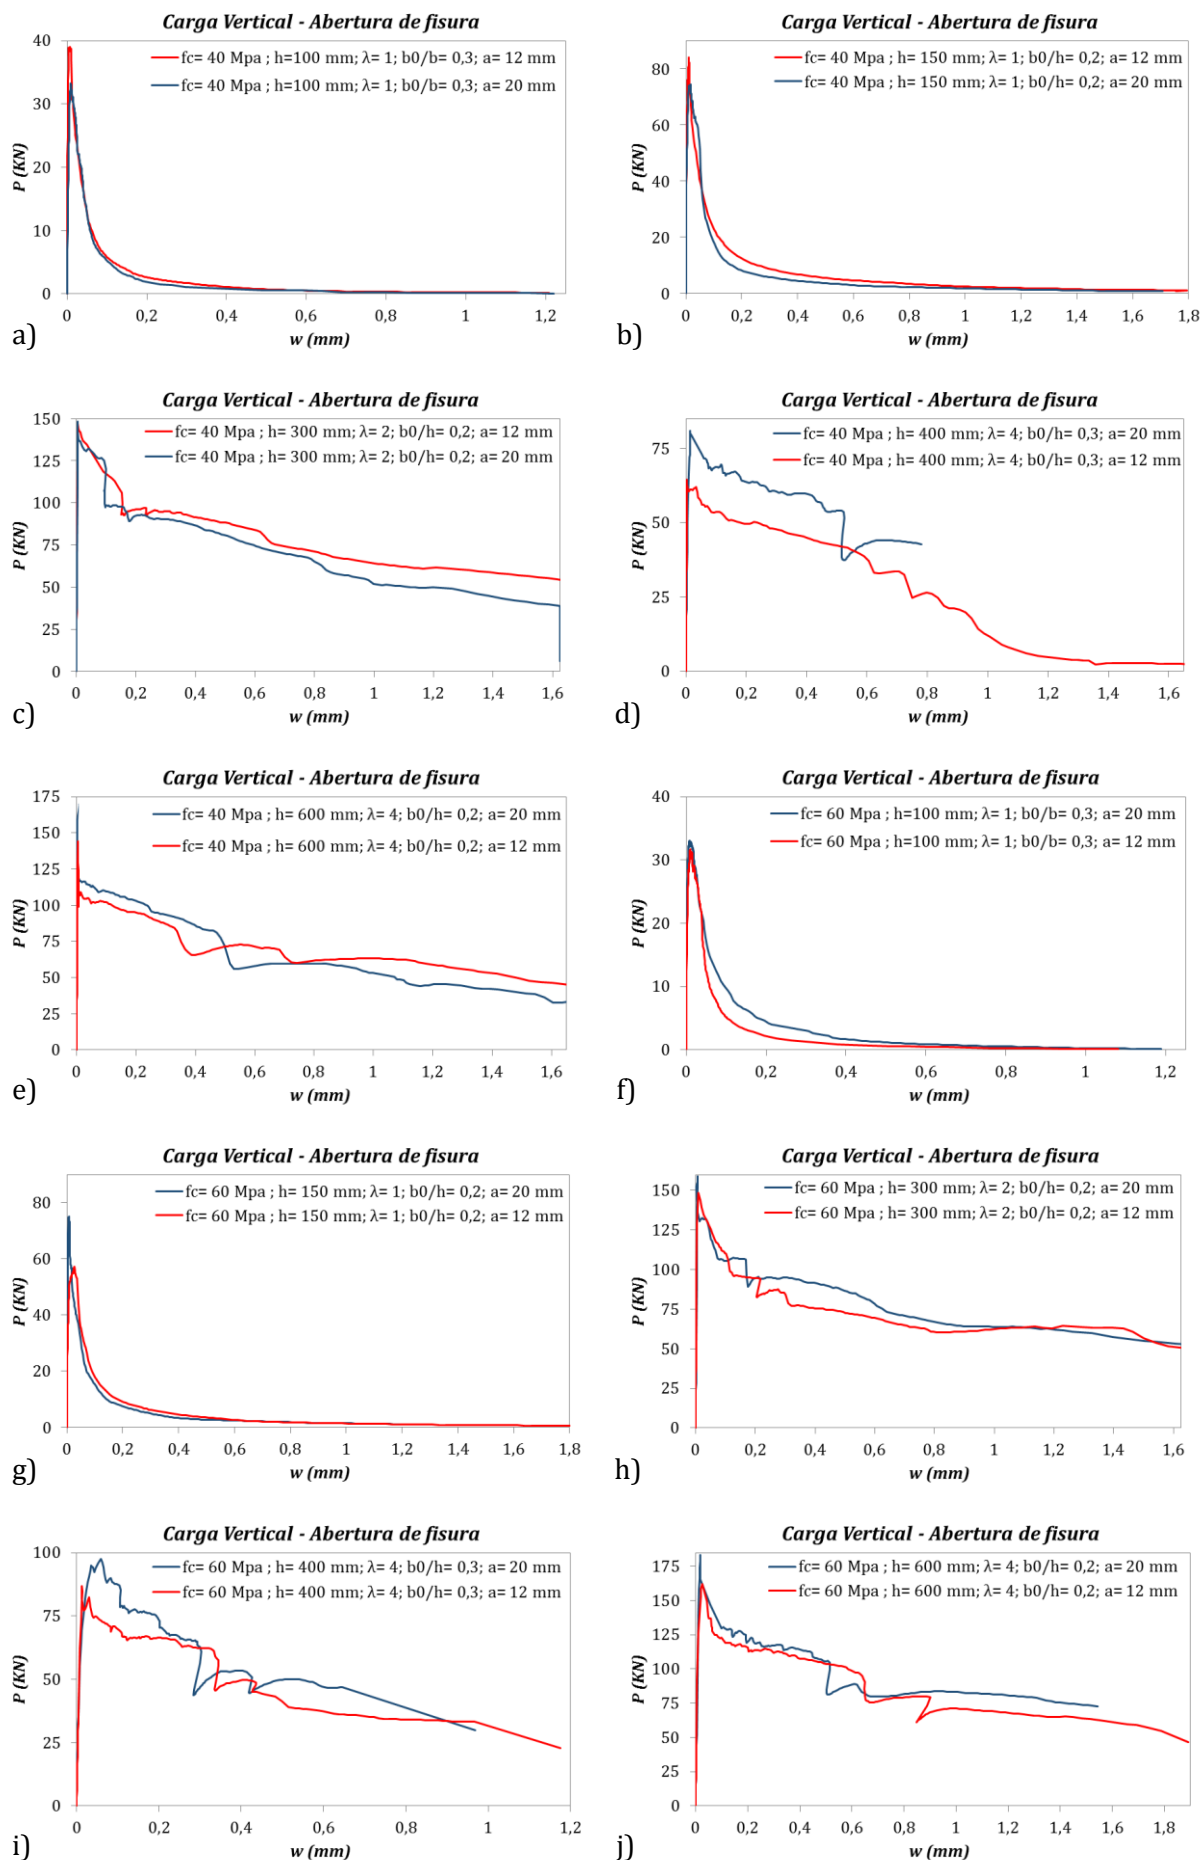 Carga Vertical - Abertura de fisura
fc= 40 Mpa ; h=100 mm; λ= 1; b0/b= 0,3; a= 12 mm
fc= 40 Mpa ; h=100 mm; λ= 1; b0/b= 0,3; a= 20 mm
P (KN)
40
30
20
10
0
0 0,2 0,4 0,6 0,8 1 1,2
w (mm)
a)
Carga Vertical - Abertura de fisura
fc= 40 Mpa ; h= 150 mm; λ= 1; b0/h= 0,2; a= 12 mm
fc= 40 Mpa ; h= 150 mm; λ= 1; b0/h= 0,2; a= 20 mm
P (KN)
80
60
40
20
0
0 0,2 0,4 0,6 0,8 1 1,2 1,4 1,6 1,8
w (mm)
b)
Carga Vertical - Abertura de fisura
fc= 40 Mpa ; h= 300 mm; λ= 2; b0/h= 0,2; a= 12 mm
fc= 40 Mpa ; h= 300 mm; λ= 2; b0/h= 0,2; a= 20 mm
P (KN)
150
125
100
75
50
25
0
0 0,2 0,4 0,6 0,8 1 1,2 1,4 1,6
w (mm)
c)
Carga Vertical - Abertura de fisura
fc= 40 Mpa ; h= 400 mm; λ= 4; b0/h= 0,3; a= 20 mm
fc= 40 Mpa ; h= 400 mm; λ= 4; b0/h= 0,3; a= 12 mm
P (KN)
75
50
25
0
0 0,2 0,4 0,6 0,8 1 1,2 1,4 1,6
w (mm)
d)
Carga Vertical - Abertura de fisura
fc= 40 Mpa ; h= 600 mm; λ= 4; b0/h= 0,2; a= 20 mm
fc= 40 Mpa ; h= 600 mm; λ= 4; b0/h= 0,2; a= 12 mm
P (KN)
175
150
125
100
75
50
25
0
0 0,2 0,4 0,6 0,8 1 1,2 1,4 1,6
w (mm)
e)
Carga Vertical - Abertura de fisura
fc= 60 Mpa ; h=100 mm; λ= 1; b0/b= 0,3; a= 20 mm
fc= 60 Mpa ; h=100 mm; λ= 1; b0/b= 0,3; a= 12 mm
P (KN)
40
30
20
10
0
0 0,2 0,4 0,6 0,8 1 1,2
w (mm)
f)
Carga Vertical - Abertura de fisura
fc= 60 Mpa ; h= 150 mm; λ= 1; b0/h= 0,2; a= 20 mm
fc= 60 Mpa ; h= 150 mm; λ= 1; b0/h= 0,2; a= 12 mm
P (KN)
80
60
40
20
0
0 0,2 0,4 0,6 0,8 1 1,2 1,4 1,6 1,8
w (mm)
g)
Carga Vertical - Abertura de fisura
fc= 60 Mpa ; h= 300 mm; λ= 2; b0/h= 0,2; a= 20 mm
fc= 60 Mpa ; h= 300 mm; λ= 2; b0/h= 0,2; a= 12 mm
P (KN)
150
125
100
75
50
25
0
0 0,2 0,4 0,6 0,8 1 1,2 1,4 1,6
w (mm)
h)
Carga Vertical - Abertura de fisura
fc= 60 Mpa ; h= 400 mm; λ= 4; b0/h= 0,3; a= 20 mm
fc= 60 Mpa ; h= 400 mm; λ= 4; b0/h= 0,3; a= 12 mm
P (KN)
100
75
50
25
0
0 0,2 0,4 0,6 0,8 1 1,2
w (mm)
i)
Carga Vertical - Abertura de fisura
fc= 60 Mpa ; h= 600 mm; λ= 4; b0/h= 0,2; a= 20 mm
fc= 60 Mpa ; h= 600 mm; λ= 4; b0/h= 0,2; a= 12 mm
P (KN)
175
150
125
100
75
50
25
0
0 0,2 0,4 0,6 0,8 1 1,2 1,4 1,6 1,8
w (mm)
j)